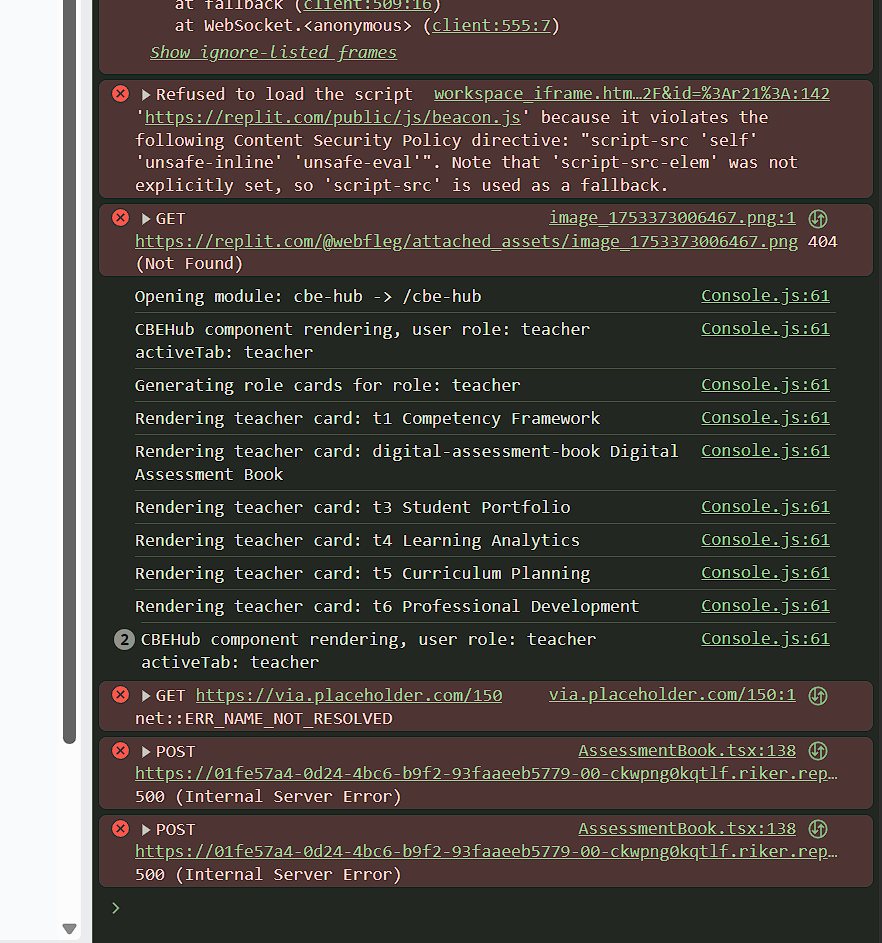 at fallback (client:509:16)
at WebSocket.<anonymous> (client:555:7)
Show ignore-listed frames
Refused to load the script workspace_iframe.htm…2F&id=%3Ar21%3A:142
'https://replit.com/public/js/beacon.js' because it violates the
following Content Security Policy directive: "script-src 'self'
'unsafe-inline' 'unsafe-eval'". Note that 'script-src-elem' was not
explicitly set, so 'script-src' is used as a fallback.
GET image_1753373006467.png:1
https://replit.com/@webfleg/attached_assets/image_1753373006467.png 404
(Not Found)
Opening module: cbe-hub -> /cbe-hub Console.js:61
CBEHub component rendering, user role: teacher Console.js:61
activeTab: teacher
Generating role cards for role: teacher Console.js:61
Rendering teacher card: t1 Competency Framework Console.js:61
Rendering teacher card: digital-assessment-book Digital Console.js:61
Assessment Book
Rendering teacher card: t3 Student Portfolio Console.js:61
Rendering teacher card: t4 Learning Analytics Console.js:61
Rendering teacher card: t5 Curriculum Planning Console.js:61
Rendering teacher card: t6 Professional Development Console.js:61
2 CBEHub component rendering, user role: teacher Console.js:61
activeTab: teacher
GET https://via.placeholder.com/150 via.placeholder.com/150:1
net::ERR_NAME_NOT_RESOLVED
POST AssessmentBook.tsx:138
https://01fe57a4-0d24-4bc6-b9f2-93faaeeb5779-00-ckwpng0kqtlf.riker.rep…
500 (Internal Server Error)
POST AssessmentBook.tsx:138
https://01fe57a4-0d24-4bc6-b9f2-93faaeeb5779-00-ckwpng0kqtlf.riker.rep…
500 (Internal Server Error)